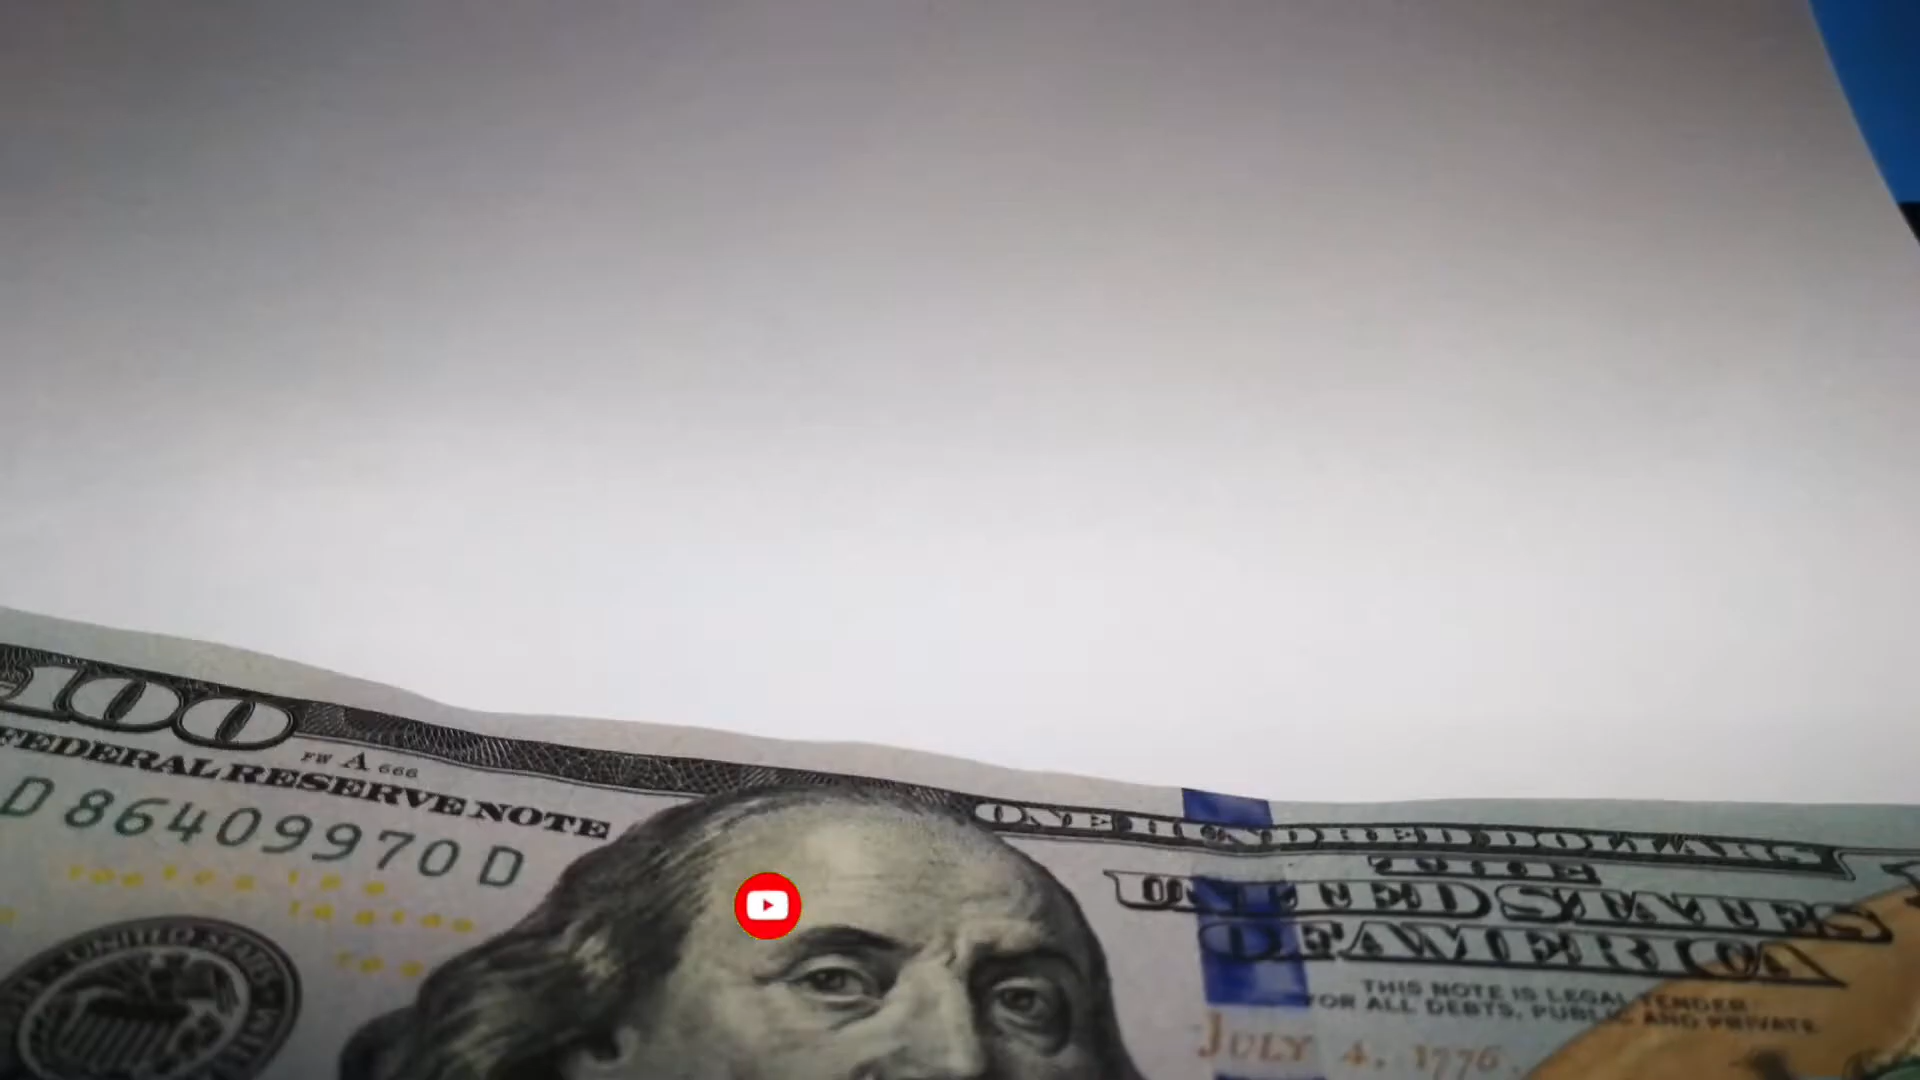 100
FW A 666
FEDERAL RESERVE NOTE
D 86409970 D
ONE HUNDRED DOLLARS
THE
UNITED STATES
OF AMERICA
THIS NOTE IS LEGAL TENDER
FOR ALL DEBTS, PUBLIC AND PRIVATE
JULY 4, 1776